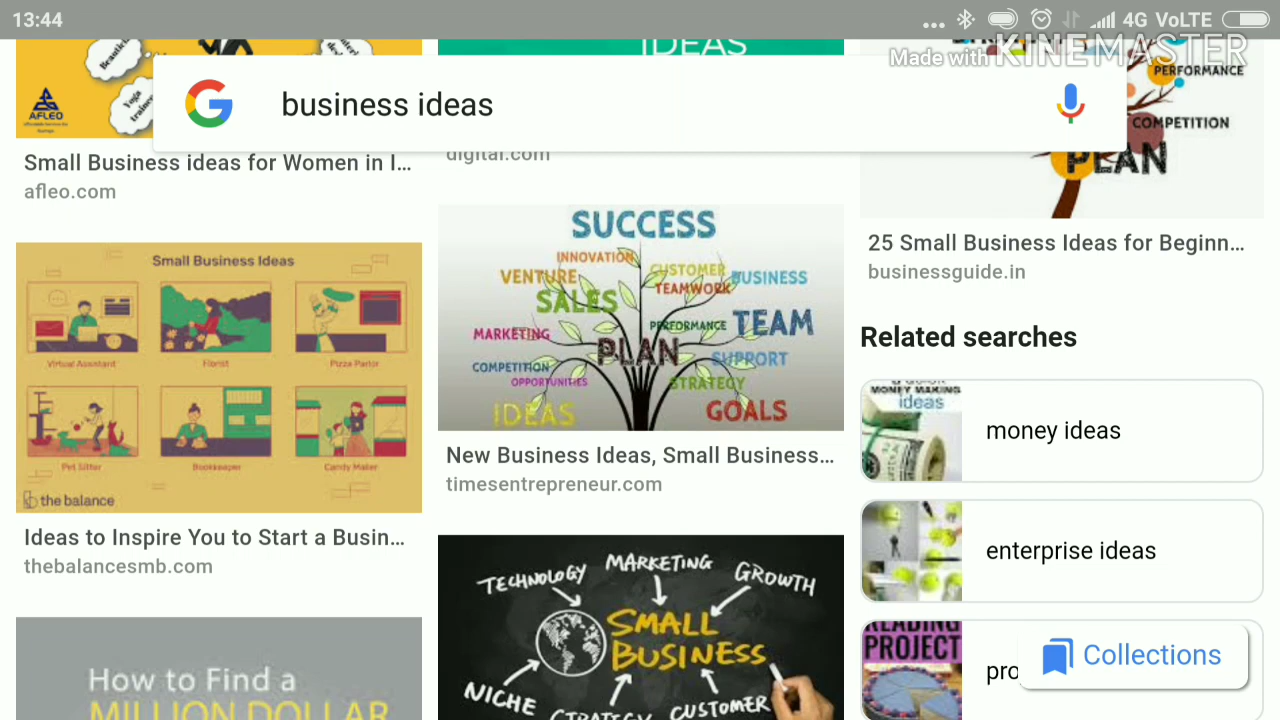 13:44
4G VoLTE
Made with KINEMASTER
business ideas
AFLEO
Yoga
Small Business ideas for Women in I...
afleo.com
Small Business Ideas
Virtual Assistant
Florist
Pizza Parlor
Pet Sitter
Bookkeeper
Candy Maker
the balance
Ideas to Inspire You to Start a Busin...
thebalancesmb.com
How to Find a
MILLION DOLLAR
IDEAS
digital.com
SUCCESS
INNOVATION
VENTURE
CUSTOMER
BUSINESS
SALES
TEAMWORK
MARKETING
PERFORMANCE
TEAM
PLAN
SUPPORT
COMPETITION
OPPORTUNITIES
STRATEGY
IDEAS
GOALS
New Business Ideas, Small Business...
timesentrepreneur.com
TECHNOLOGY
MARKETING
GROWTH
SMALL
BUSINESS
NICHE
STRATEGY
CUSTOMER
PERFORMANCE
COMPETITION
PLAN
25 Small Business Ideas for Beginn...
businessguide.in
Related searches
MONEY MAKING
ideas
money ideas
enterprise ideas
READING
PROJECT
pro
Collections